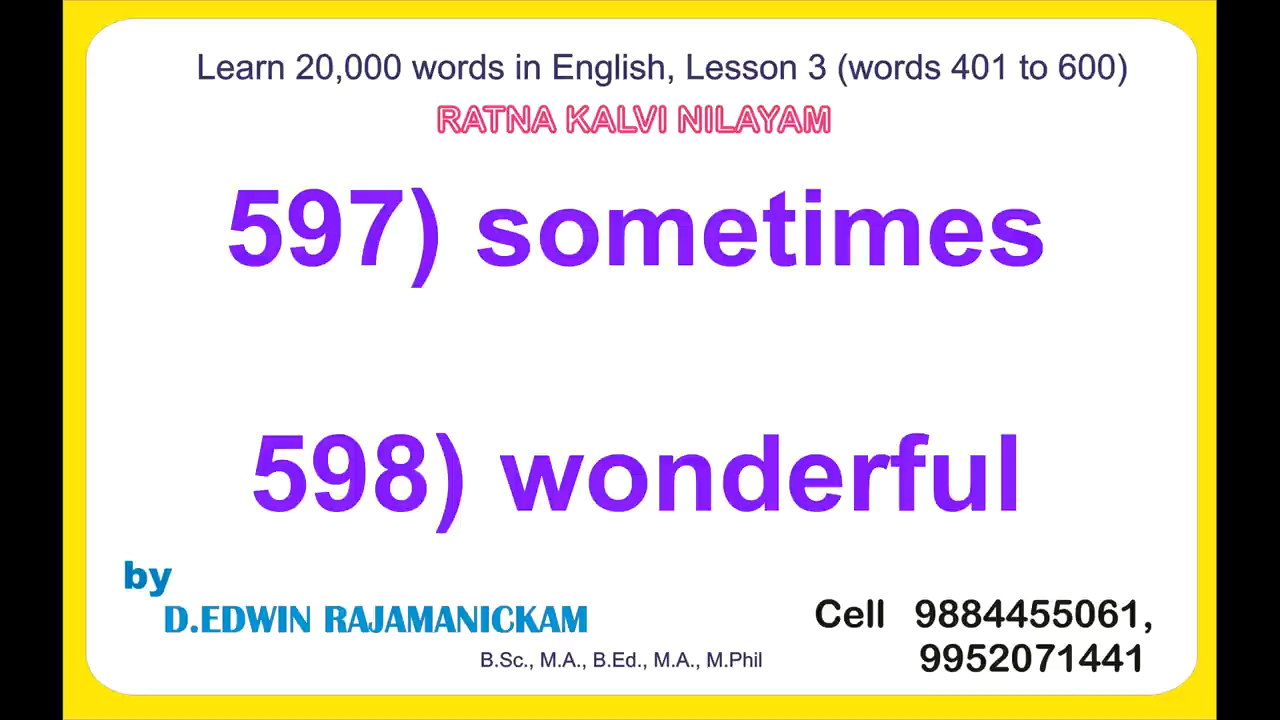 Learn 20,000 words in English, Lesson 3 (words 401 to 600)
RATNA KALVI NILAYAM
597) sometimes
598) wonderful
by
D.EDWIN RAJAMANICKAM
B.Sc., M.A., B.Ed., M.A., M.Phil
Cell 9884455061,
9952071441